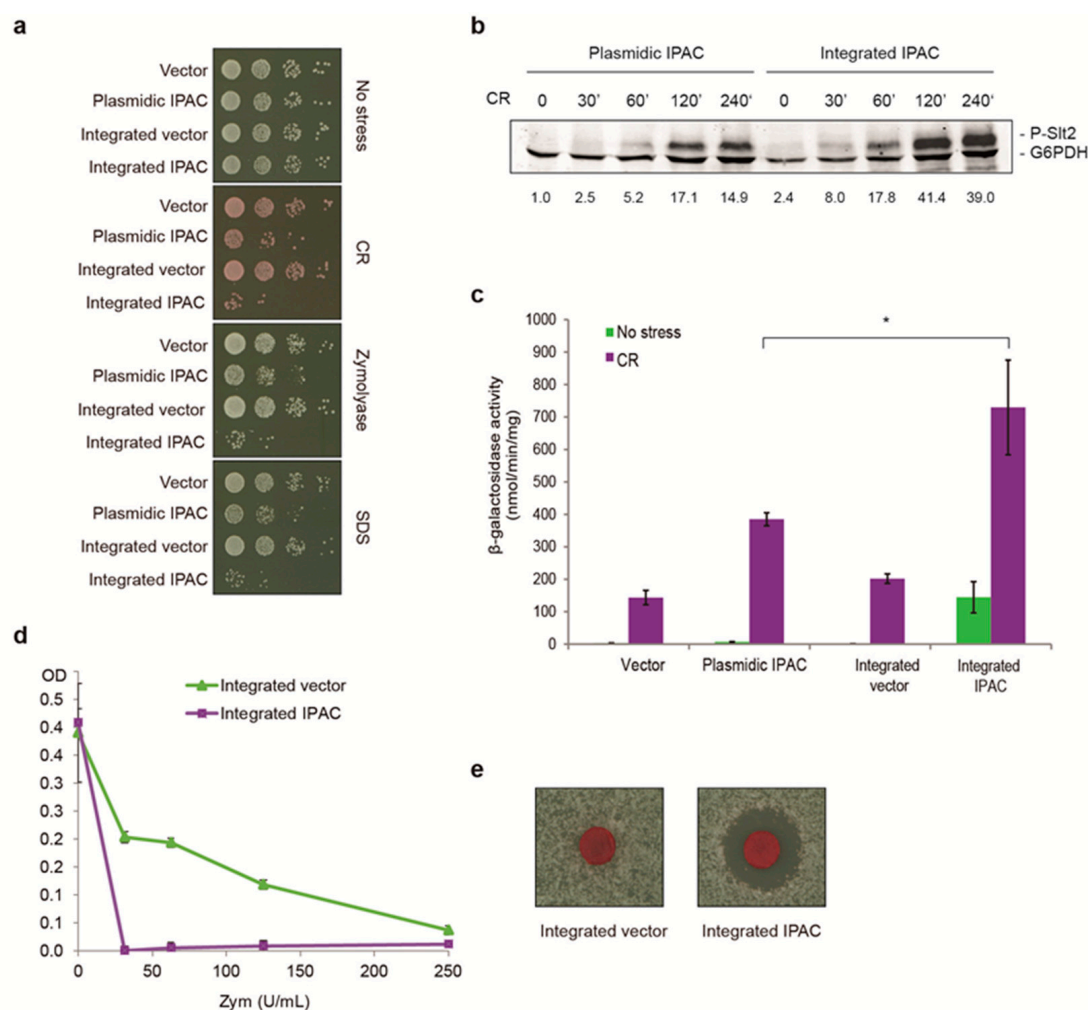 a
Vector
Plasmidic IPAC
Integrated vector
Integrated IPAC
No stress
Vector
Plasmidic IPAC
Integrated vector
Integrated IPAC
CR
Vector
Plasmidic IPAC
Integrated vector
Integrated IPAC
Zymolyase
Vector
Plasmidic IPAC
Integrated vector
Integrated IPAC
SDS
b
Plasmidic IPAC Integrated IPAC
CR 0 30' 60' 120' 240' 0 30' 60' 120' 240'
- P-Slt2
- G6PDH
1.0 2.5 5.2 17.1 14.9 2.4 8.0 17.8 41.4 39.0
c
β-galactosidase activity
(nmol/min/mg)
1000
900
800
700
600
500
400
300
200
100
0
No stress
CR
*
Vector Plasmidic IPAC Integrated vector Integrated IPAC
d
OD
0.5
0.4
0.4
0.3
0.3
0.2
0.2
0.1
0.1
0.0
Integrated vector
Integrated IPAC
0 50 100 150 200 250
Zym (U/mL)
e
Integrated vector Integrated IPAC